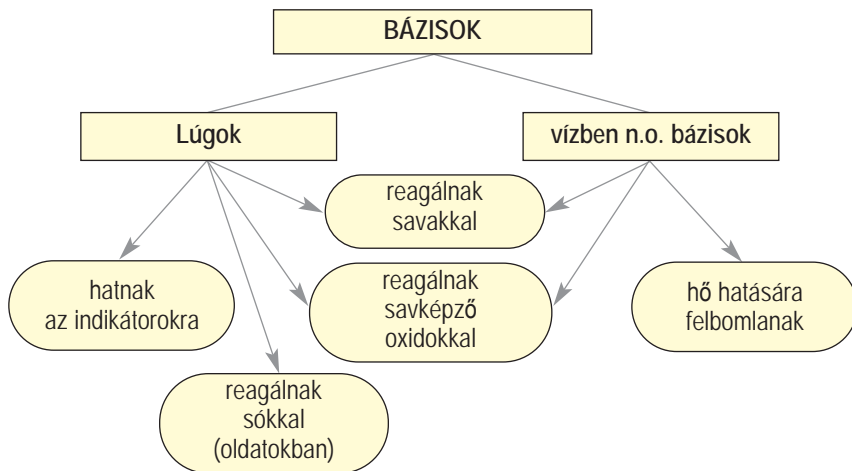 BÁZISOK
Lúgok
vízben n.o. bázisok
reagálnak
savakkal
hatnak
az indikátorokra
reagálnak
savképző
oxidokkal
hő hatására
felbomlanak
reagálnak
sókkal
(oldatokban)